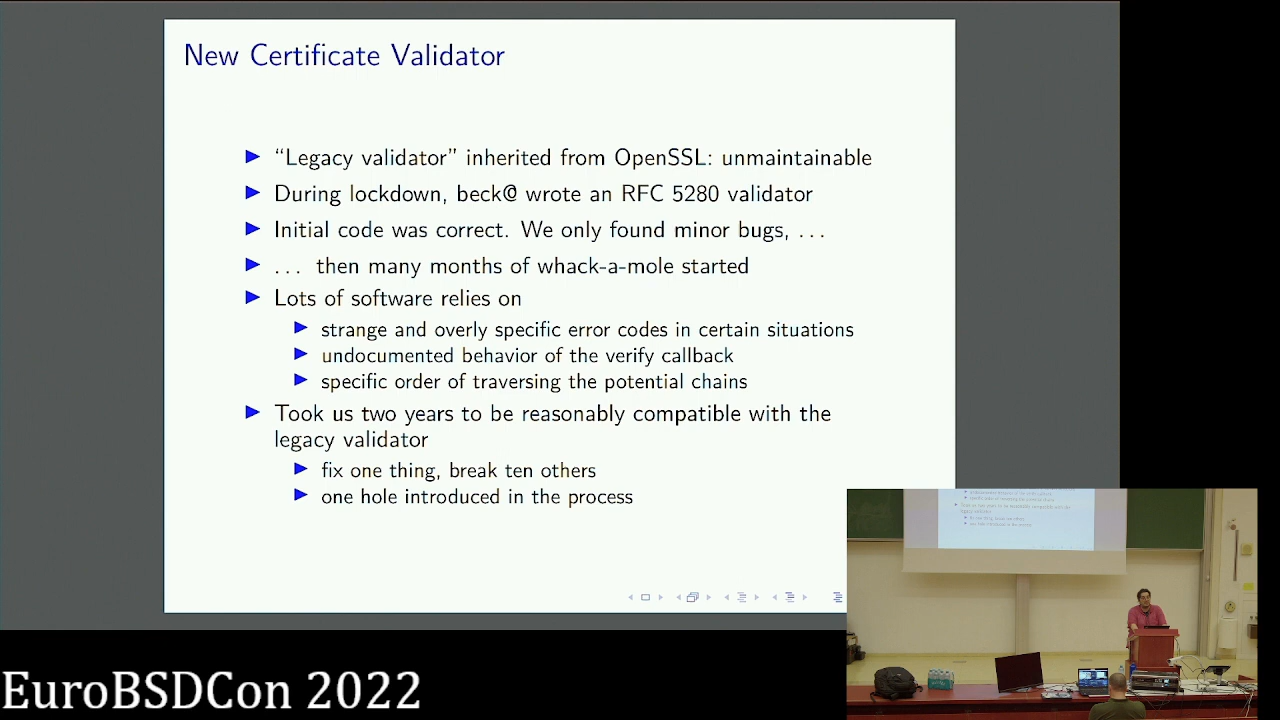 New Certificate Validator
“Legacy validator” inherited from OpenSSL: unmaintainable
During lockdown, beck@ wrote an RFC 5280 validator
Initial code was correct. We only found minor bugs, ...
... then many months of whack-a-mole started
Lots of software relies on
strange and overly specific error codes in certain situations
undocumented behavior of the verify callback
specific order of traversing the potential chains
Took us two years to be reasonably compatible with the
legacy validator
fix one thing, break ten others
one hole introduced in the process
EuroBSDCon 2022